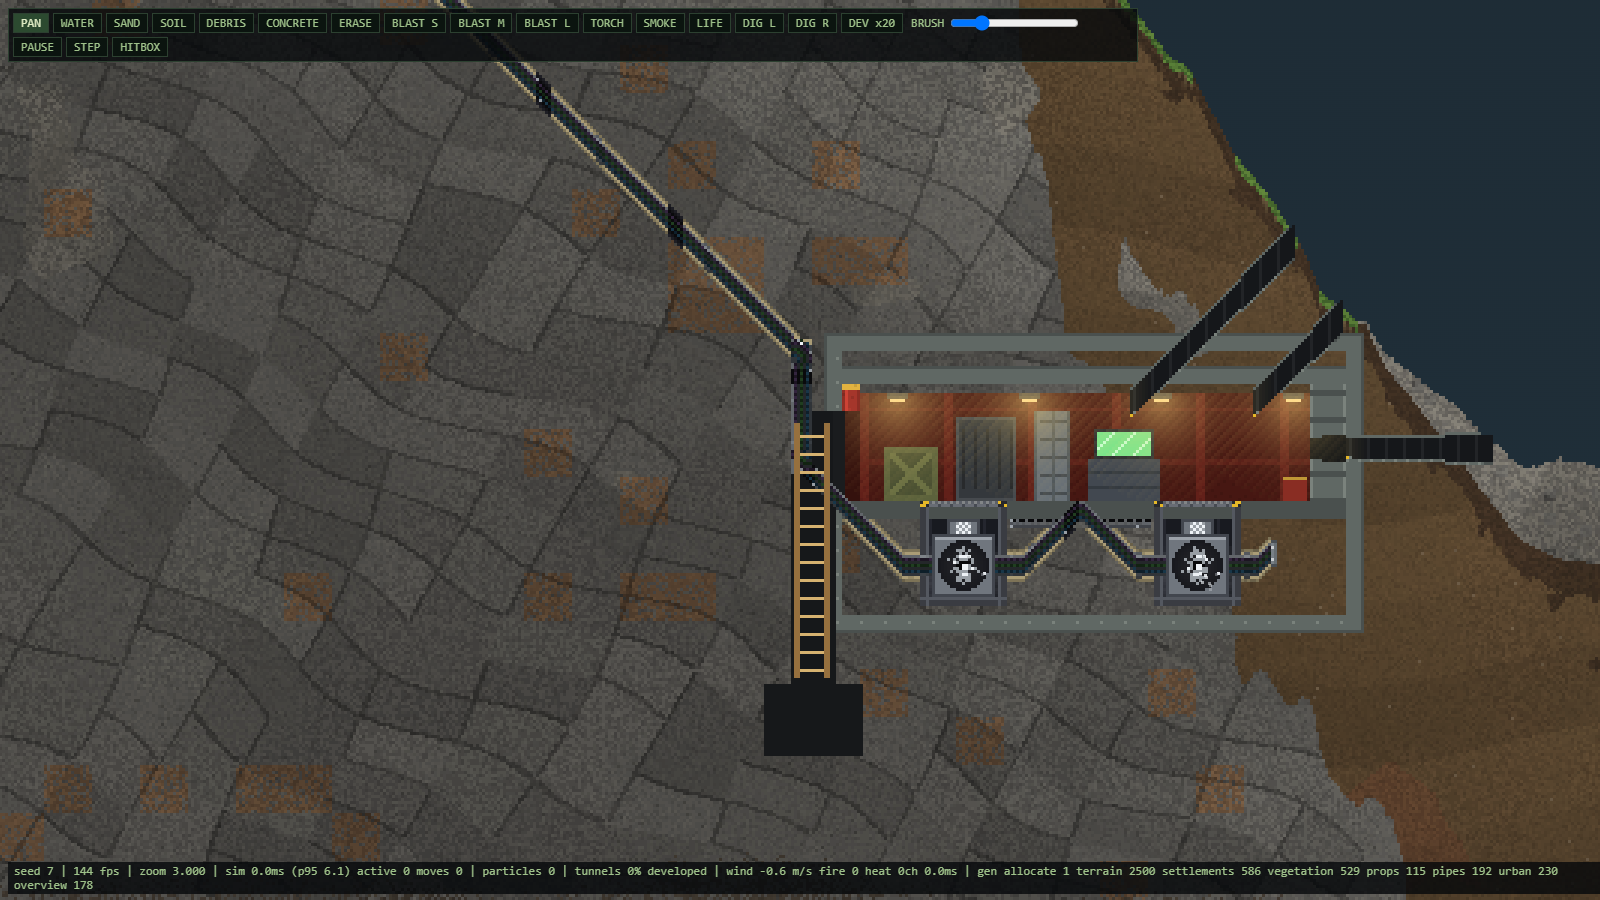 PAN WATER SAND SOIL DEBRIS CONCRETE ERASE BLAST S BLAST M BLAST L TORCH SMOKE LIFE DIG L DIG R DEV x20 BRUSH
PAUSE STEP HITBOX
seed 7 | 144 fps | zoom 3.000 | sim 0.0ms (p95 6.1) active 0 moves 0 | particles 0 | tunnels 0% developed | wind -0.6 m/s fire 0 heat 0ch 0.0ms | gen allocate 1 terrain 2500 settlements 586 vegetation 529 props 115 pipes 192 urban 230
overview 178